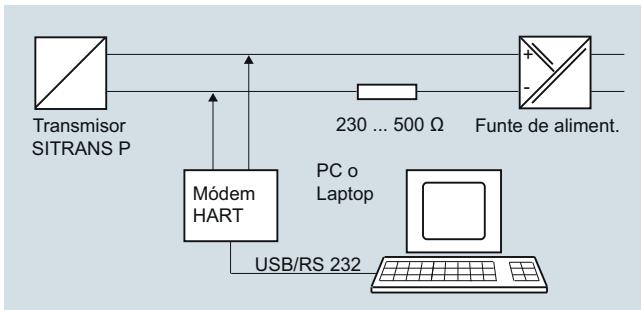 +
-
Transmisor
SITRANS P
230 ... 500 Ω
Funte de aliment.
PC o
Laptop
Módem
HART
USB/RS 232